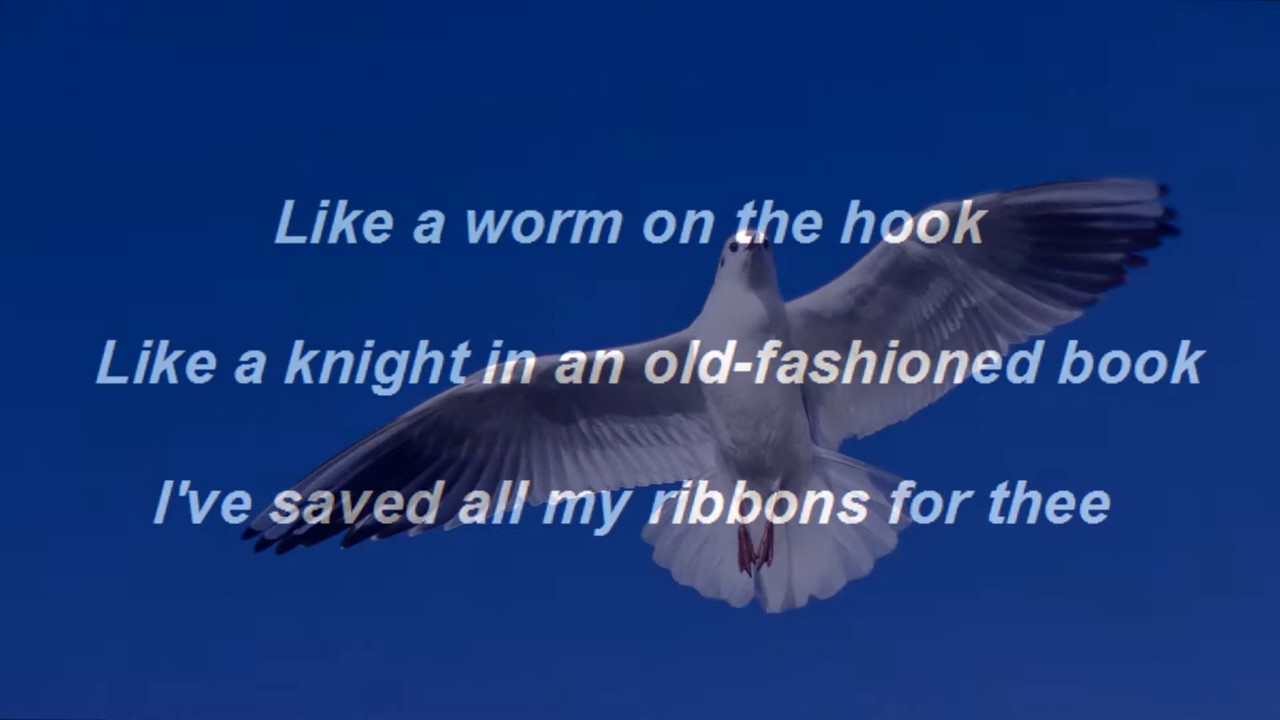 Like a worm on the hook
Like a knight in an old-fashioned book
I've saved all my ribbons for thee